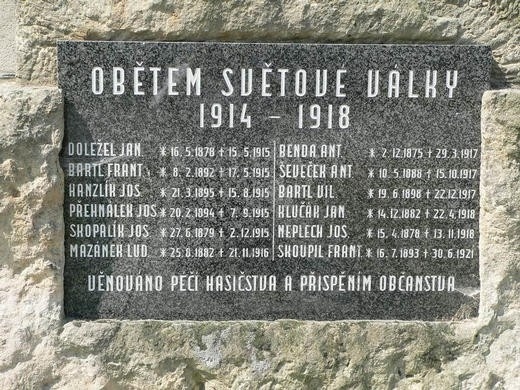 OBĚTEM SVĚTOVE VÁLKY
1914 – 1918
DOLEŽEL JAN. * 16.5.1878 + 15.5.1915
BARTL FRANT. * 8.2.1892 + 17.5.1915
HANZLÍK JOS. * 21.3.1895 + 15.8.1915
PŘEHNÁLEK JOS. * 20.2.1894 + 7.9.1915
SKOPALÍK JOS. * 27.6.1879 + 2.12.1915
MAZÁNEK LUD. * 25.8.1882 + 21.11.1916
BENDA ANT. * 2.12.1875 + 29.3.1917
ŠEVEČEK ANT. * 10.5.1888 + 15.10.1917
BARTL VIL. * 19.6.1898 + 22.12.1917
KLUČAR JAN. * 14.12.1882 + 22.4.1918
NEPLECH JOS. * 15.4.1878 + 13.11.1918
SKOUPIL FRANT. * 16.7.1893 + 30.6.1921
VĚNOVÁNO PÉČÍ HASIČSTVA A PŘISPĚNÍM OBČANSTVA